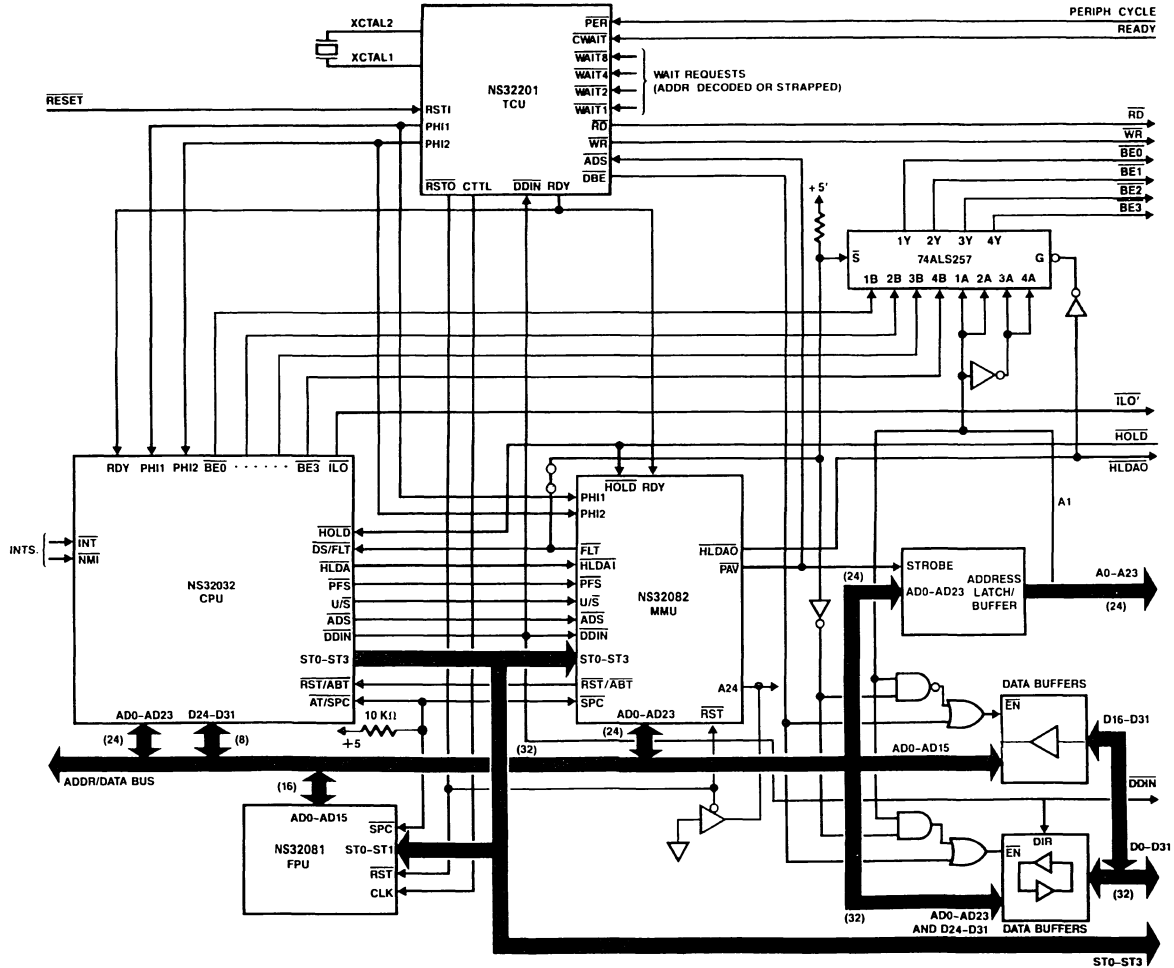 XCTAL2
XCTAL1
NS32201
TCU
RSTI
PHI1
PHI2
RSTO CTTL DDIN RDY
PER
CWAIT
WAIT8
WAIT4
WAIT2
WAIT1
RD
WR
ADS
DBE
WAIT REQUESTS
(ADDR DECODED OR STRAPPED)
PERIPH CYCLE
READY
RESET
RD
WR
BE0
BE1
BE2
BE3
+5'
1Y 2Y 3Y 4Y
S
74ALS257
G
1B 2B 3B 4B 1A 2A 3A 4A
ILO'
HOLD
HLDAO
A1
RDY PHI1 PHI2 BE0 · · · · · · BE3 ILO
INTS.
INT
NMI
NS32032
CPU
HOLD
DS/FLT
HLDA
PFS
U/S
ADS
DDIN
ST0-ST3
RST/ABT
AT/SPC
AD0-AD23 D24-D31
HOLD RDY
PHI1
PHI2
FLT
HLDAI
PFS
U/S
ADS
DDIN
ST0-ST3
RST/ABT
SPC
NS32082
MMU
HLDAO
PAV
A24
RST
AD0-AD23
(24)
STROBE
AD0-AD23
ADDRESS
LATCH/
BUFFER
A0-A23
(24)
10 KΩ
+5
(24)
(8)
(32)
(24)
ADDR/DATA BUS
(16)
AD0-AD15
NS32081
FPU
SPC
ST0-ST1
RST
CLK
DATA BUFFERS
EN
D16-D31
AD0-AD15
DDIN
DIR
EN
D0-D31
(32)
(32)
AD0-AD23
AND D24-D31
DATA BUFFERS
ST0-ST3